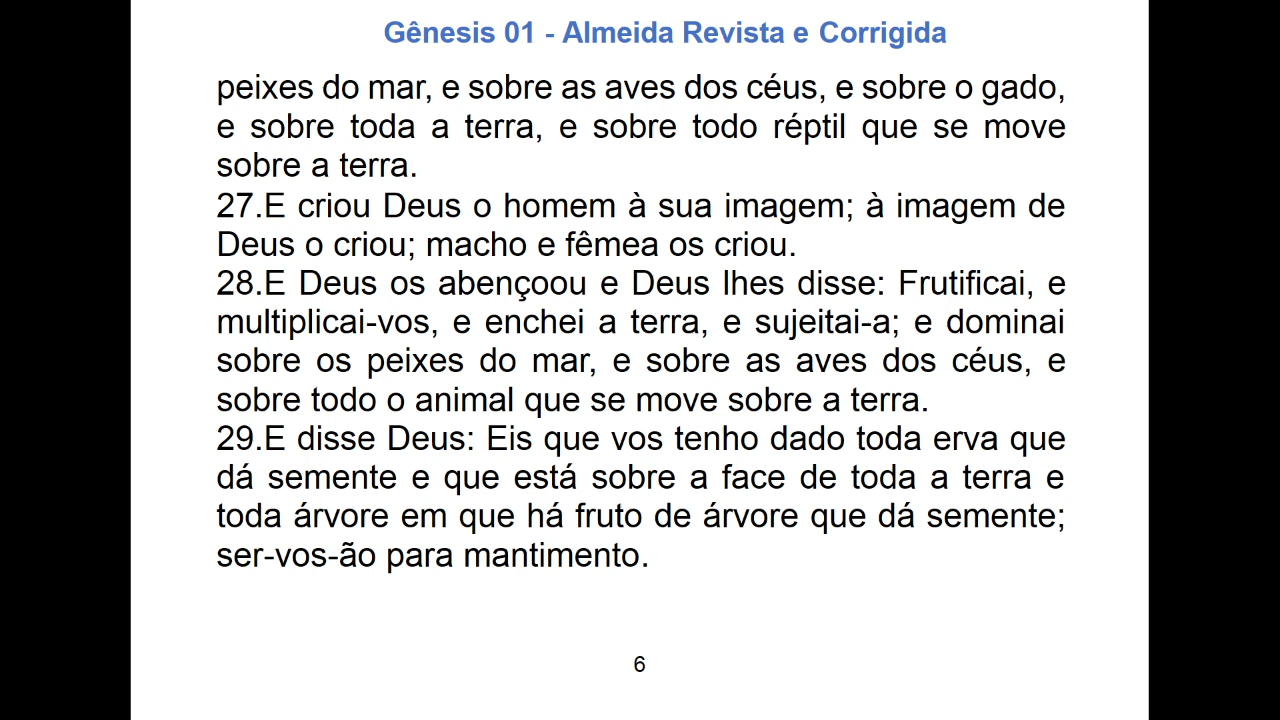 Gênesis 01 - Almeida Revista e Corrigida
peixes do mar, e sobre as aves dos céus, e sobre o gado,
e sobre toda a terra, e sobre todo réptil que se move
sobre a terra.
27.E criou Deus o homem à sua imagem; à imagem de
Deus o criou; macho e fêmea os criou.
28.E Deus os abençoou e Deus lhes disse: Frutificai, e
multiplicai-vos, e enchei a terra, e sujeitai-a; e dominai
sobre os peixes do mar, e sobre as aves dos céus, e
sobre todo o animal que se move sobre a terra.
29.E disse Deus: Eis que vos tenho dado toda erva que
dá semente e que está sobre a face de toda a terra e
toda árvore em que há fruto de árvore que dá semente;
ser-vos-ão para mantimento.
6